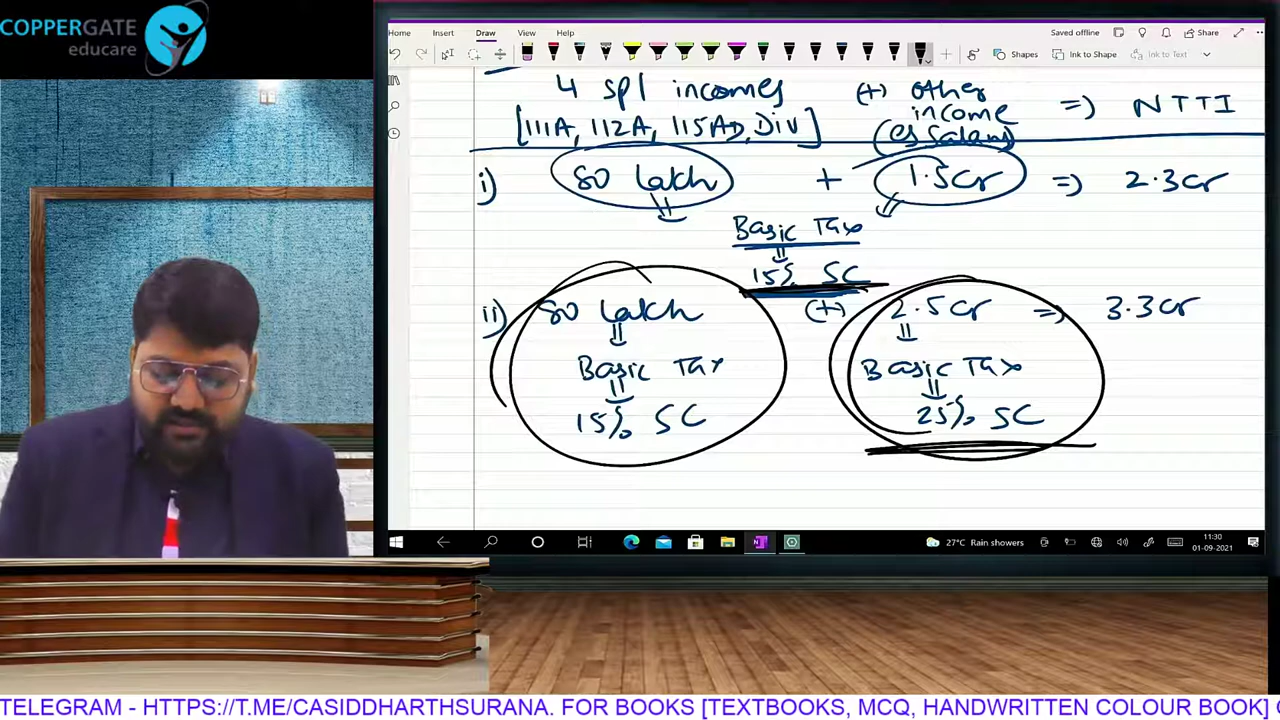 COPPERGATE
educare
Home Insert Draw View Help
Saved offline
Share
Shapes
Ink to Shape
Ink to Text
4 spl incomes (+) other income => NTTI
[111A, 112A, 115AD, Div] (eg Salary)
i) 80 lakh + 1.5Cr => 2.3cr
Basic Tax
15% SC
ii) 80 lakh (+) 2.5Cr => 3.3cr
Basic Tax Basic Tax
15% SC 25% SC
27°C Rain showers
11:30
01-09-2021
TELEGRAM - HTTPS://T.ME/CASIDDHARTHSURANA. FOR BOOKS [TEXTBOOKS, MCQ, HANDWRITTEN COLOUR BOOK]